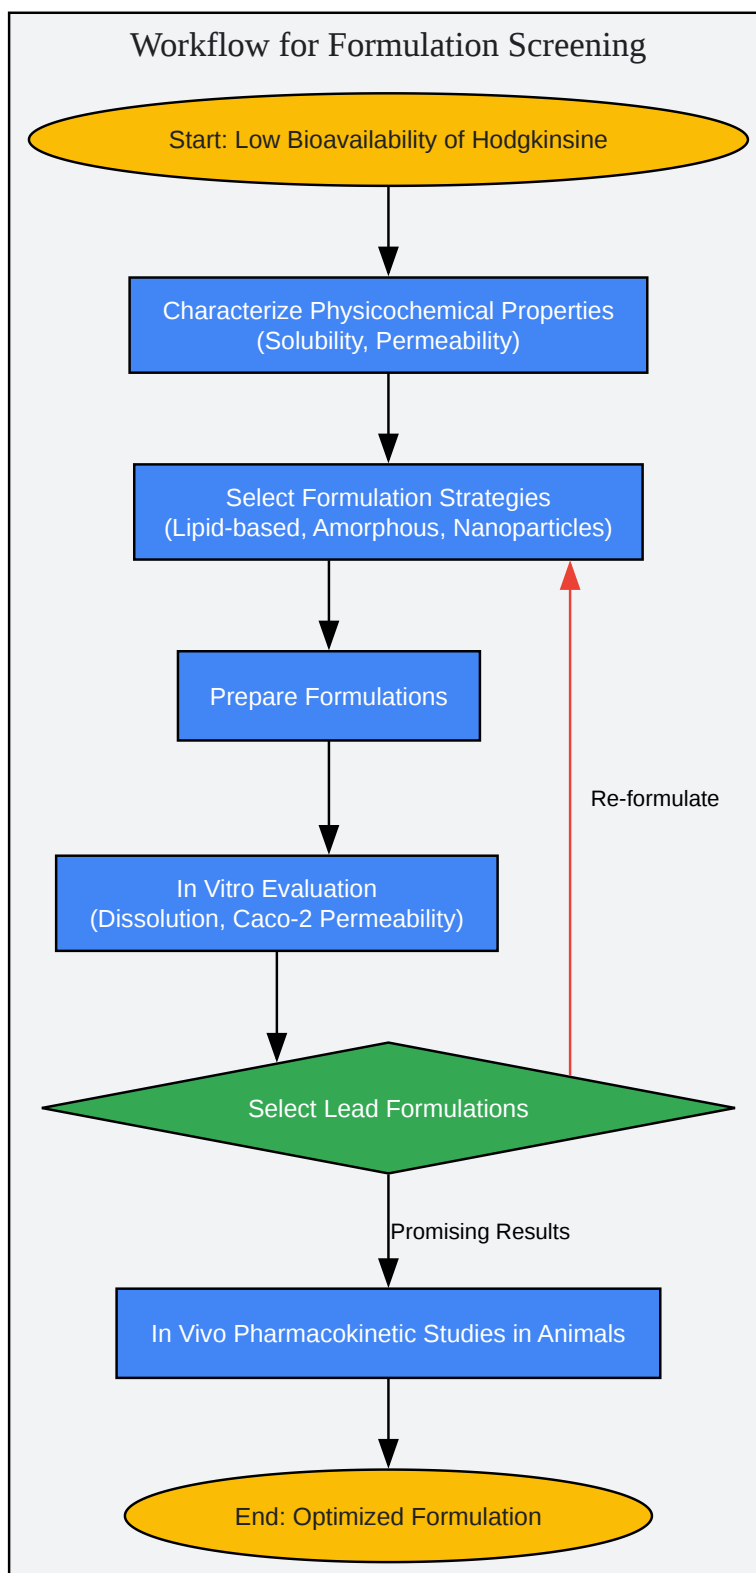 Workflow for Formulation Screening
Start: Low Bioavailability of Hodgkinsine
Characterize Physicochemical Properties
(Solubility, Permeability)
Select Formulation Strategies
(Lipid-based, Amorphous, Nanoparticles)
Prepare Formulations
Re-formulate
In Vitro Evaluation
(Dissolution, Caco-2 Permeability)
Select Lead Formulations
Promising Results
In Vivo Pharmacokinetic Studies in Animals
End: Optimized Formulation